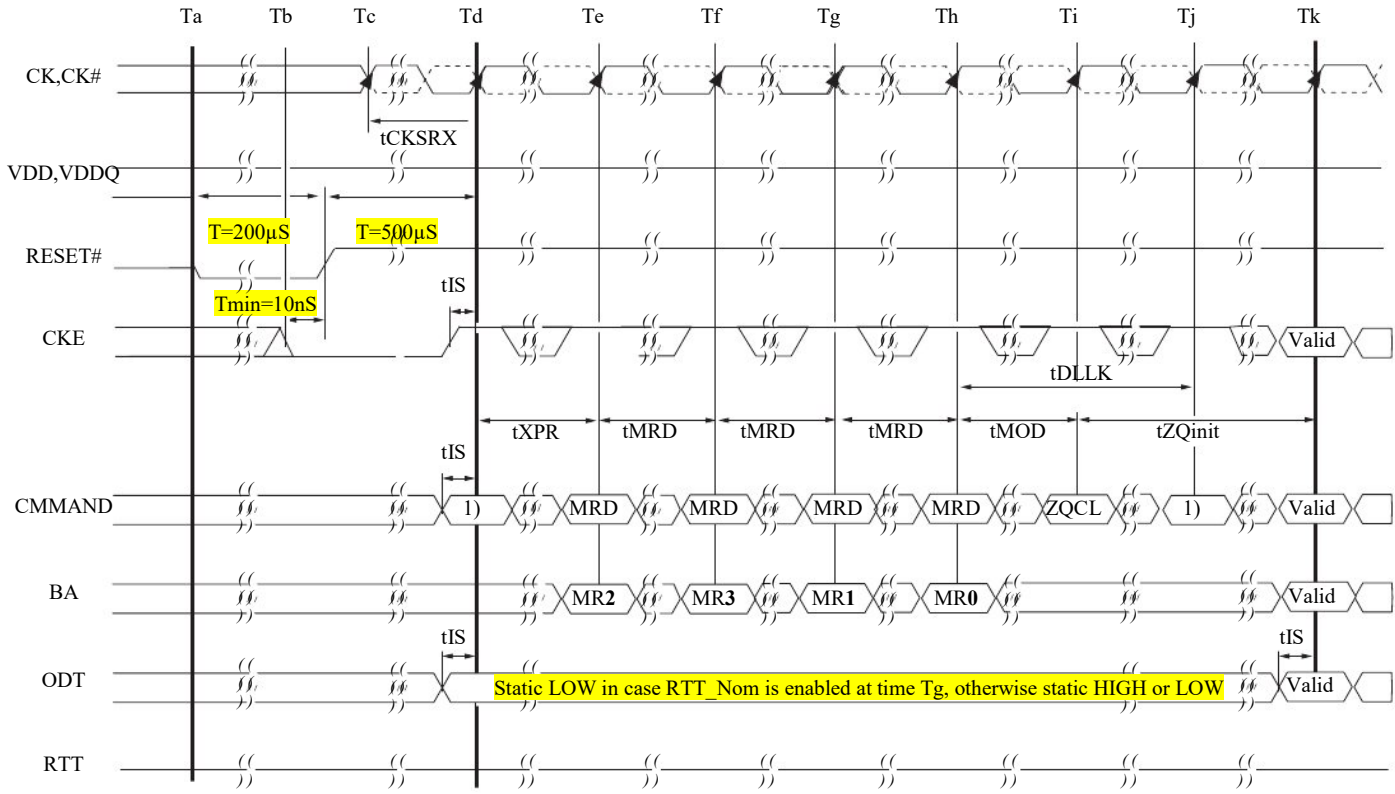 Ta Tb Tc Td Te Tf Tg Th Ti Tj Tk
CK,CK#
tCKSRX
VDD,VDDQ
T=200µS T=500µS
RESET#
Tmin=10nS tIS
CKE Valid
tDLLK
tXPR tMRD tMRD tMRD tMOD tZQinit
tIS
CMMAND 1) MRD MRD MRD MRD ZQCL 1) Valid
BA MR2 MR3 MR1 MR0 Valid
tIS tIS
ODT Static LOW in case RTT_Nom is enabled at time Tg, otherwise static HIGH or LOW Valid
RTT